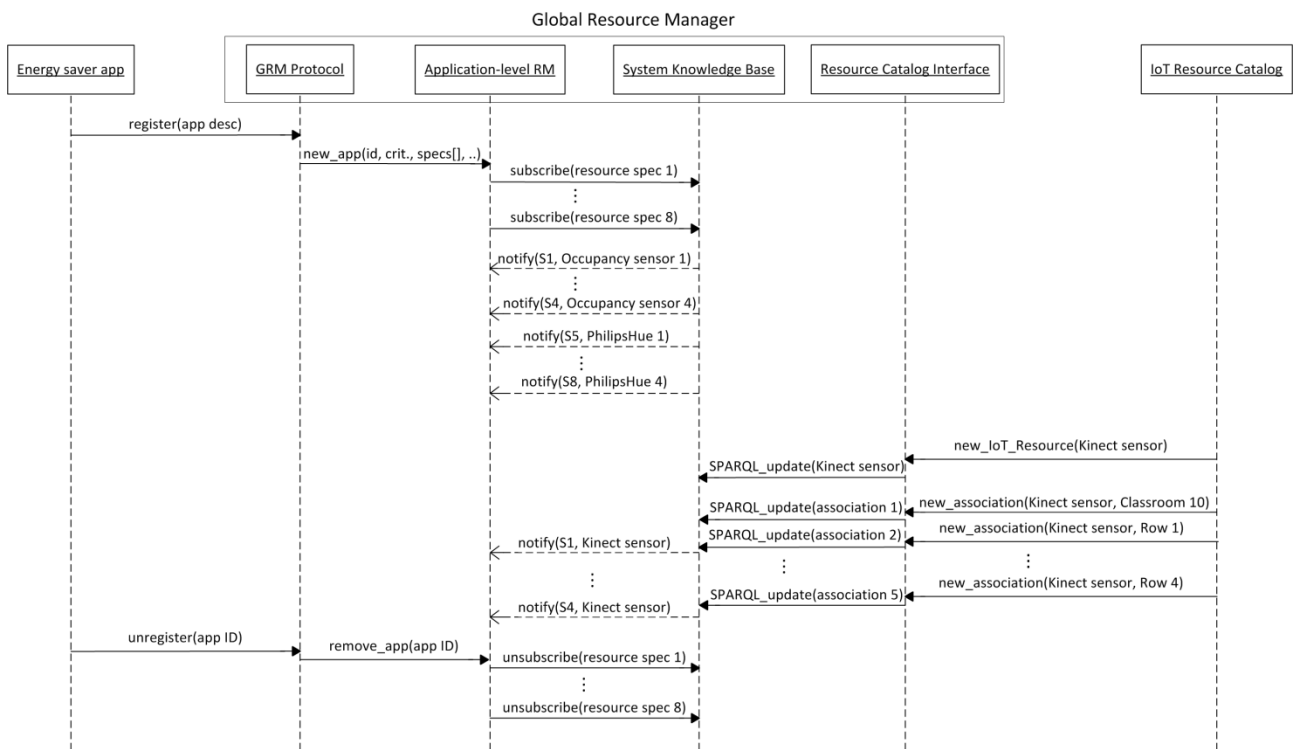 Global Resource Manager
Energy saver app
GRM Protocol
Application-level RM
System Knowledge Base
Resource Catalog Interface
IoT Resource Catalog
register(app desc)
new_app(id, crit., specs[], ..)
subscribe(resource spec 1)
⋮
subscribe(resource spec 8)
notify(S1, Occupancy sensor 1)
⋮
notify(S4, Occupancy sensor 4)
notify(S5, PhilipsHue 1)
⋮
notify(S8, PhilipsHue 4)
new_IoT_Resource(Kinect sensor)
SPARQL_update(Kinect sensor)
new_association(Kinect sensor, Classroom 10)
SPARQL_update(association 1)
new_association(Kinect sensor, Row 1)
SPARQL_update(association 2)
notify(S1, Kinect sensor)
⋮
⋮
⋮
new_association(Kinect sensor, Row 4)
SPARQL_update(association 5)
notify(S4, Kinect sensor)
unregister(app ID)
remove_app(app ID)
unsubscribe(resource spec 1)
⋮
unsubscribe(resource spec 8)